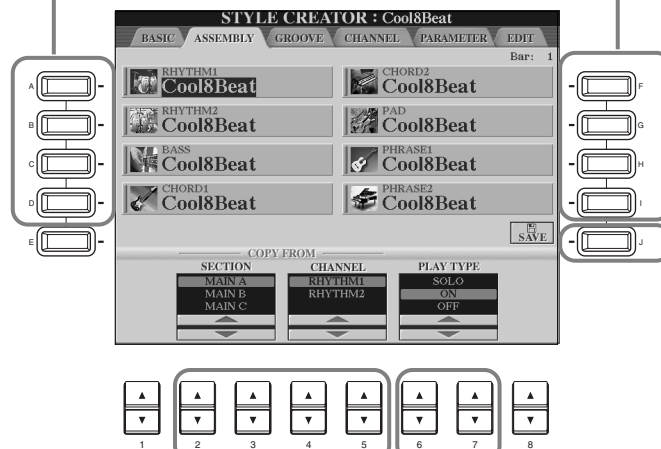 STYLE CREATOR : Cool8Beat
BASIC ASSEMBLY GROOVE CHANNEL PARAMETER EDIT
Bar: 1
RHYTHM1
Cool8Beat
CHORD2
Cool8Beat
RHYTHM2
Cool8Beat
PAD
Cool8Beat
BASS
Cool8Beat
PHRASE1
Cool8Beat
CHORD1
Cool8Beat
PHRASE2
Cool8Beat
SAVE
COPY FROM
SECTION CHANNEL PLAY TYPE
MAIN A RHYTHM1 SOLO
MAIN B RHYTHM2 ON
MAIN C OFF
A
B
C
D
E
F
G
H
I
J
1 2 3 4 5 6 7 8